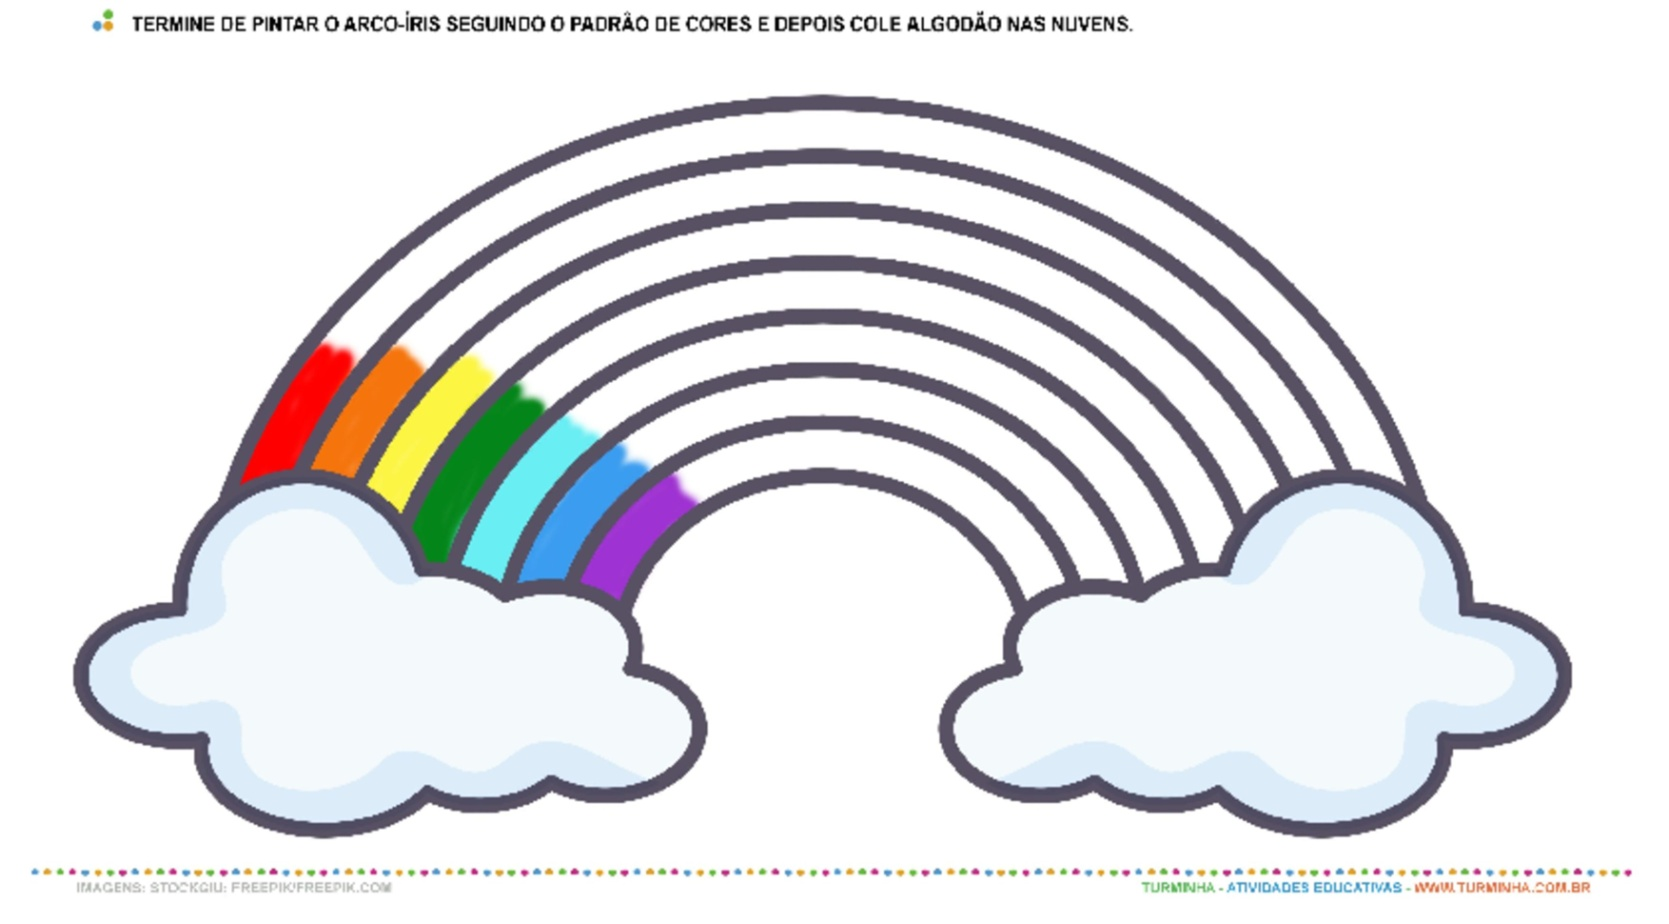 TERMINE DE PINTAR O ARCO-ÍRIS SEGUINDO O PADRÃO DE CORES E DEPOIS COLE ALGODÃO NAS NUVENS.
IMAGENS: STOCKGIU: FREEPIK/FREEPIK.COM
TURMINHA - ATIVIDADES EDUCATIVAS - WWW.TURMINHA.COM.BR